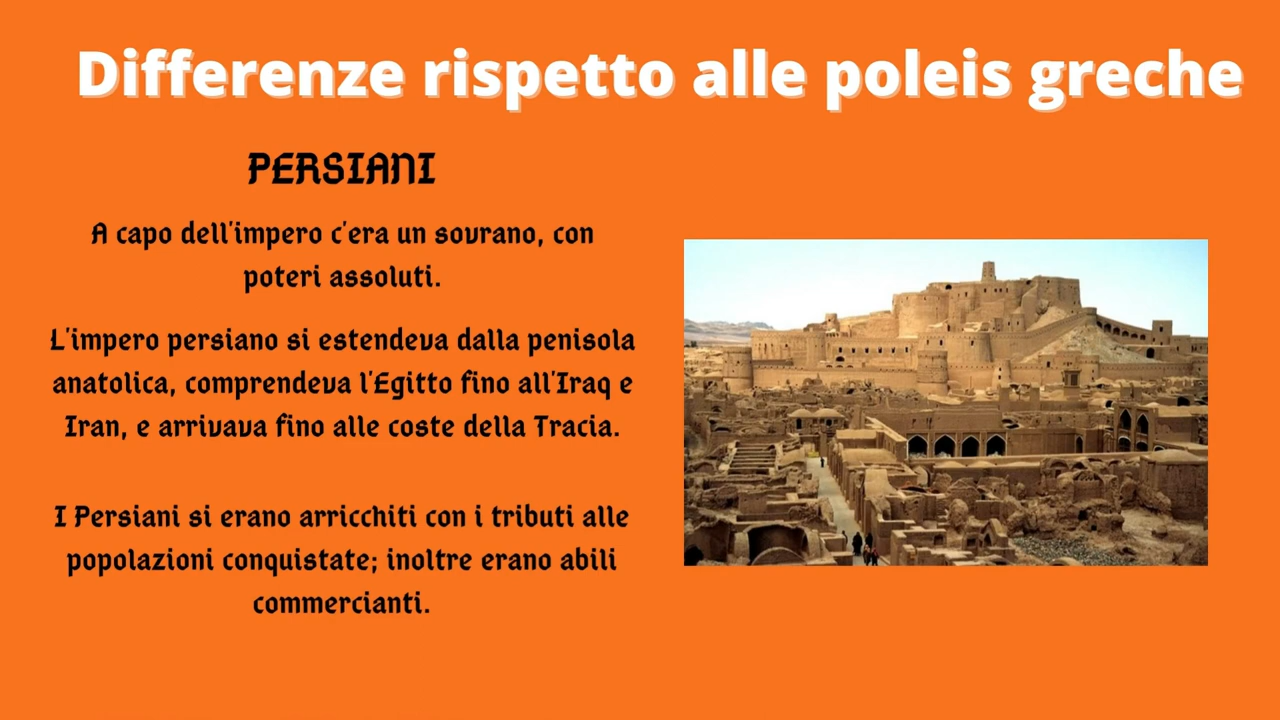 Differenze rispetto alle poleis greche
PERSIANI
A capo dell'impero c'era un sovrano, con
poteri assoluti.
L'impero persiano si estendeva dalla penisola
anatolica, comprendeva l'Egitto fino all'Iraq e
Iran, e arrivava fino alle coste della Tracia.
I Persiani si erano arricchiti con i tributi alle
popolazioni conquistate; inoltre erano abili
commercianti.